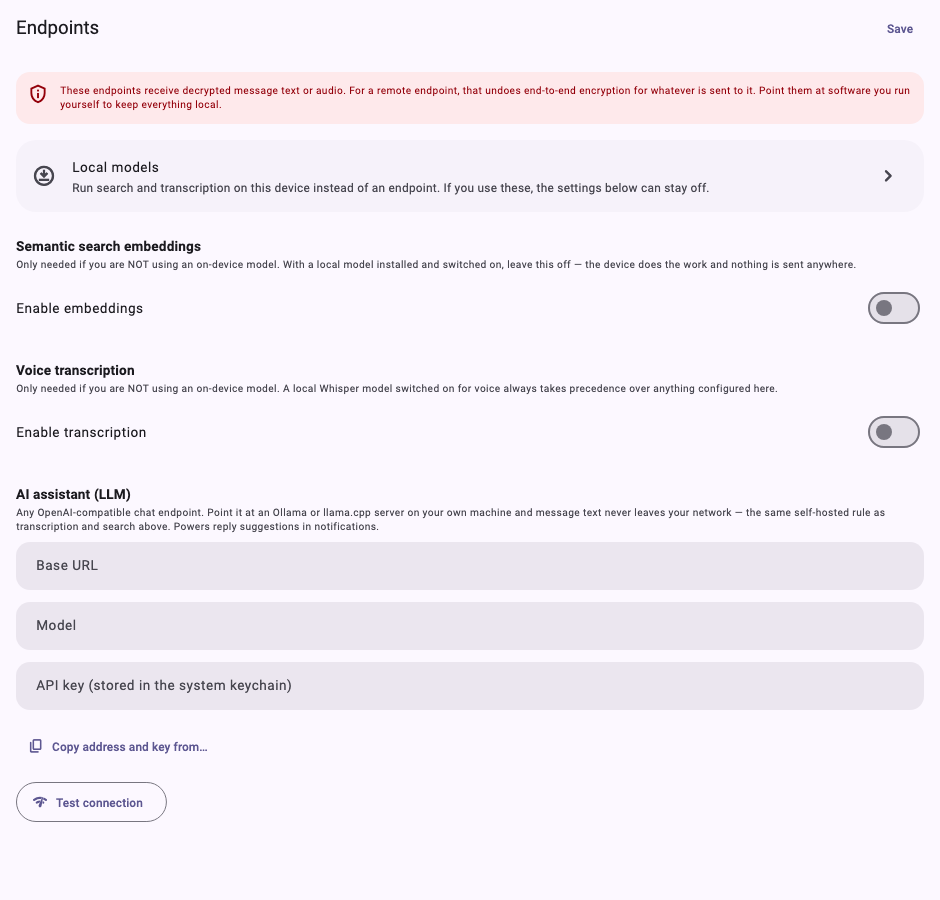 Endpoints
Save
These endpoints receive decrypted message text or audio. For a remote endpoint, that undoes end-to-end encryption for whatever is sent to it. Point them at software you run
yourself to keep everything local.
Local models
Run search and transcription on this device instead of an endpoint. If you use these, the settings below can stay off.
Semantic search embeddings
Only needed if you are NOT using an on-device model. With a local model installed and switched on, leave this off — the device does the work and nothing is sent anywhere.
Enable embeddings
Voice transcription
Only needed if you are NOT using an on-device model. A local Whisper model switched on for voice always takes precedence over anything configured here.
Enable transcription
AI assistant (LLM)
Any OpenAI-compatible chat endpoint. Point it at an Ollama or llama.cpp server on your own machine and message text never leaves your network — the same self-hosted rule as
transcription and search above. Powers reply suggestions in notifications.
Base URL
Model
API key (stored in the system keychain)
Copy address and key from…
Test connection